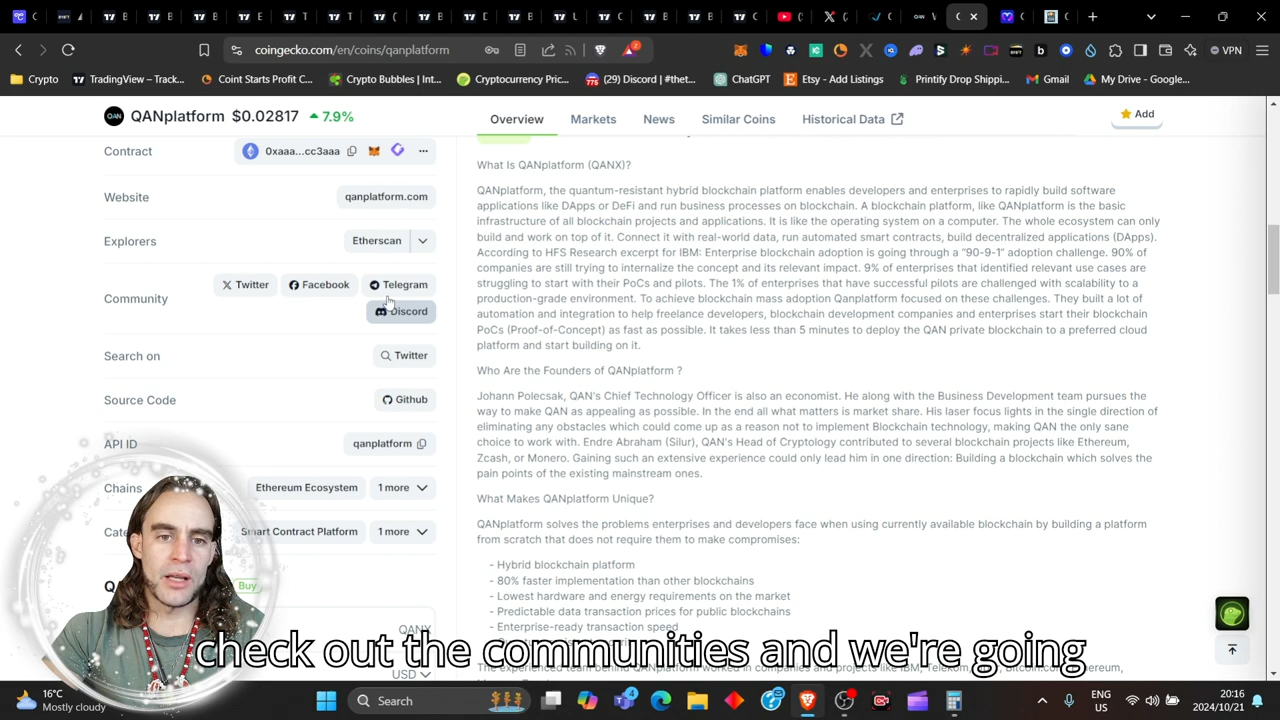 coingecko.com/en/coins/qanplatform
VPN
Crypto
TradingView – Track...
Coint Starts Profit C...
Crypto Bubbles | Int...
Cryptocurrency Pric...
(29) Discord | #thet...
ChatGPT
Etsy - Add Listings
Printify Drop Shippi...
Gmail
My Drive - Google...
QANplatform $0.02817 7.9%
Overview Markets News Similar Coins Historical Data
Add
Contract 0xaaa...cc3aaa
Website qanplatform.com
Explorers Etherscan
Community Twitter Facebook Telegram
Discord
Search on Twitter
Source Code Github
API ID qanplatform
Chains Ethereum Ecosystem 1 more
Smart Contract Platform 1 more
Buy
QANX
USD
What Is QANplatform (QANX)?
QANplatform, the quantum-resistant hybrid blockchain platform enables developers and enterprises to rapidly build software
applications like DApps or DeFi and run business processes on blockchain. A blockchain platform, like QANplatform is the basic
infrastructure of all blockchain projects and applications. It is like the operating system on a computer. The whole ecosystem can only
build and work on top of it. Connect it with real-world data, run automated smart contracts, build decentralized applications (DApps).
According to HFS Research excerpt for IBM: Enterprise blockchain adoption is going through a "90-9-1" adoption challenge. 90% of
companies are still trying to internalize the concept and its relevant impact. 9% of enterprises that identified relevant use cases are
struggling to start with their PoCs and pilots. The 1% of enterprises that have successful pilots are challenged with scalability to a
production-grade environment. To achieve blockchain mass adoption Qanplatform focused on these challenges. They built a lot of
automation and integration to help freelance developers, blockchain development companies and enterprises start their blockchain
PoCs (Proof-of-Concept) as fast as possible. It takes less than 5 minutes to deploy the QAN private blockchain to a preferred cloud
platform and start building on it.
Who Are the Founders of QANplatform ?
Johann Polecsak, QAN's Chief Technology Officer is also an economist. He along with the Business Development team pursues the
way to make QAN as appealing as possible. In the end all what matters is market share. His laser focus lights in the single direction of
eliminating any obstacles which could come up as a reason not to implement Blockchain technology, making QAN the only sane
choice to work with. Endre Abraham (Silur), QAN's Head of Cryptology contributed to several blockchain projects like Ethereum,
Zcash, or Monero. Gaining such an extensive experience could only lead him in one direction: Building a blockchain which solves the
pain points of the existing mainstream ones.
What Makes QANplatform Unique?
QANplatform solves the problems enterprises and developers face when using currently available blockchain by building a platform
from scratch that does not require them to make compromises:
- Hybrid blockchain platform
- 80% faster implementation than other blockchains
- Lowest hardware and energy requirements on the market
- Predictable data transaction prices for public blockchains
- Enterprise-ready transaction speed
check out the communities and we're going
16°C
Mostly cloudy
Search
ENG
US
20:16
2024/10/21